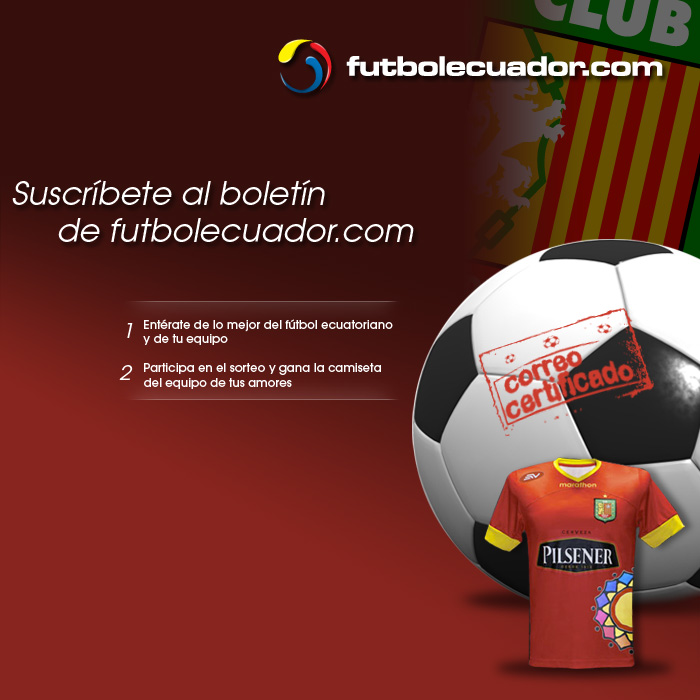 CLUB
futbolecuador.com
Suscríbete al boletín
de futbolecuador.com
1 Entérate de lo mejor del fútbol ecuatoriano
y de tu equipo
2 Participa en el sorteo y gana la camiseta
del equipo de tus amores
correo
certificado
marathon
CERVEZA
PILSENER